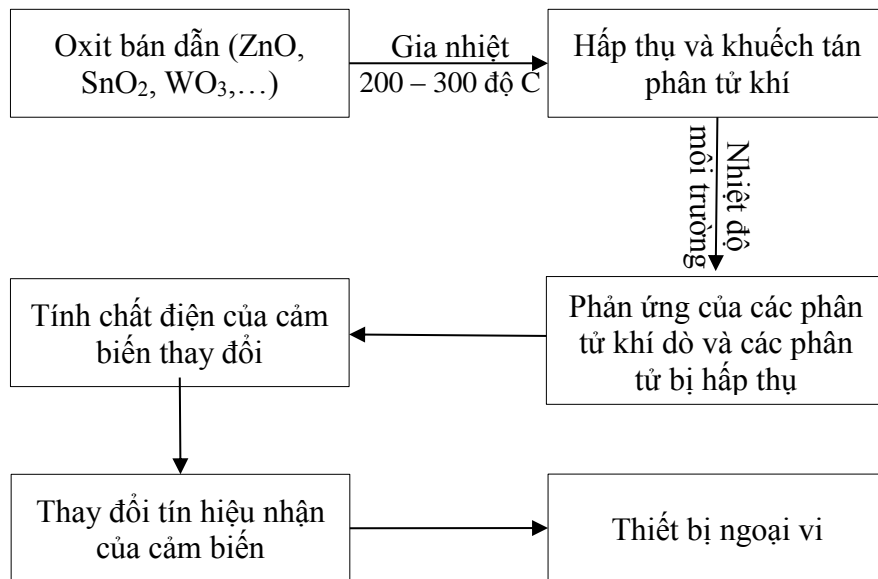 Oxit bán dẫn (ZnO,
SnO₂, WO₃,…)
Gia nhiệt
200 – 300 độ C
Hấp thụ và khuếch tán
phân tử khí
Nhiệt độ
môi trường
Phản ứng của các phân
tử khí dò và các phân
tử bị hấp thụ
Tính chất điện của cảm
biến thay đổi
Thay đổi tín hiệu nhận
của cảm biến
Thiết bị ngoại vi